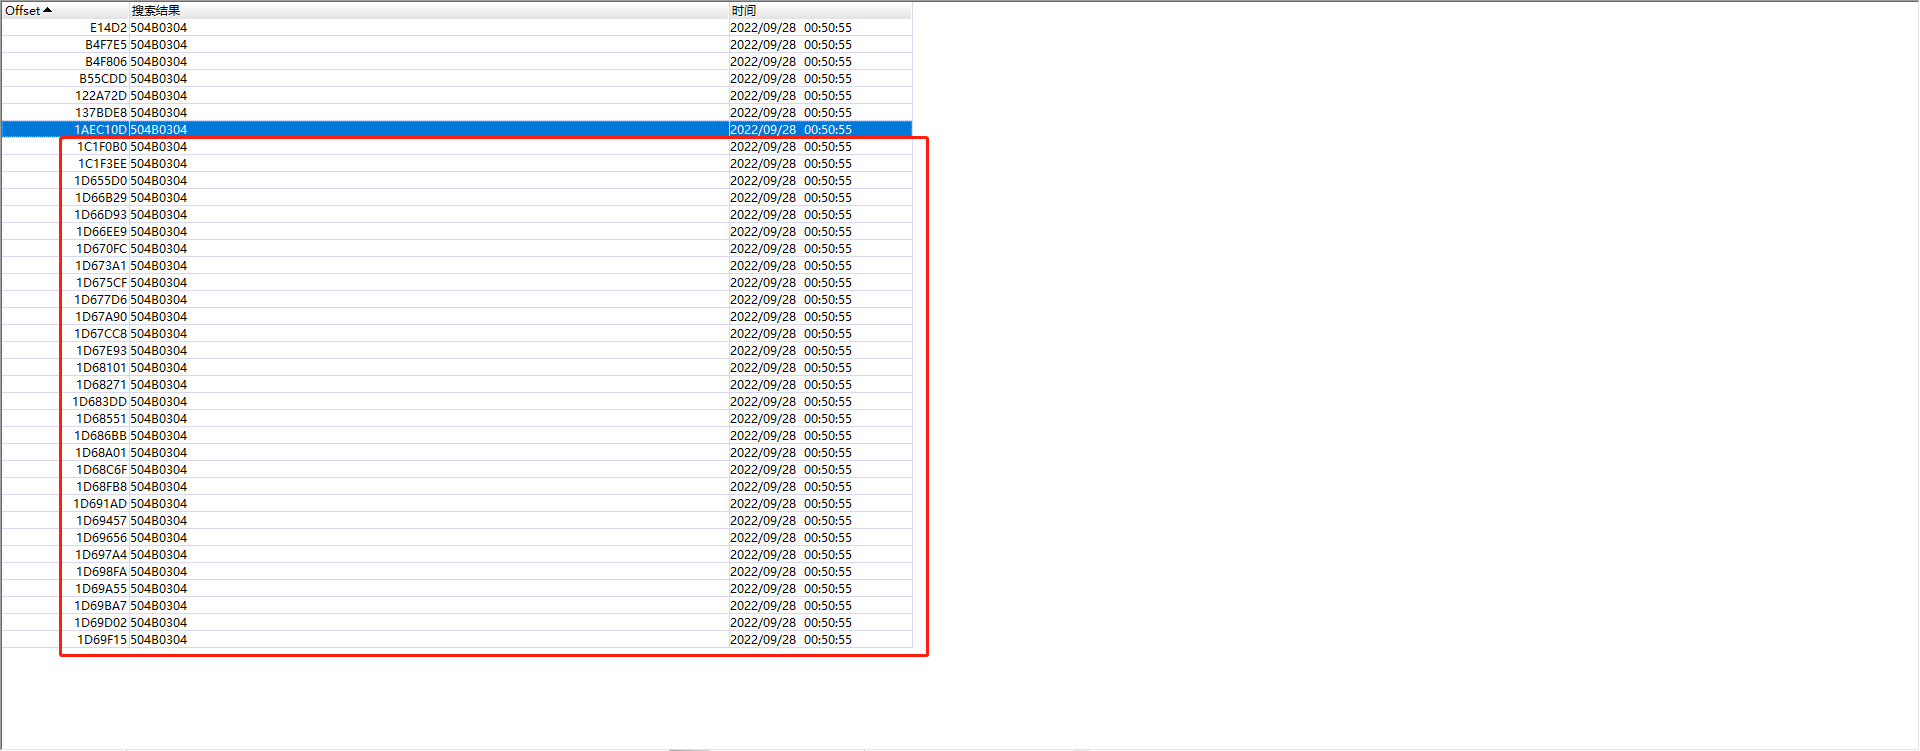 Offset 搜索结果 时间
E14D2 504B0304 2022/09/28 00:50:55
B4F7E5 504B0304 2022/09/28 00:50:55
B4F806 504B0304 2022/09/28 00:50:55
B55CDD 504B0304 2022/09/28 00:50:55
122A72D 504B0304 2022/09/28 00:50:55
137BDE8 504B0304 2022/09/28 00:50:55
1AEC10D 504B0304 2022/09/28 00:50:55
1C1F0B0 504B0304 2022/09/28 00:50:55
1C1F3EE 504B0304 2022/09/28 00:50:55
1D655D0 504B0304 2022/09/28 00:50:55
1D66B29 504B0304 2022/09/28 00:50:55
1D66D93 504B0304 2022/09/28 00:50:55
1D66EE9 504B0304 2022/09/28 00:50:55
1D670FC 504B0304 2022/09/28 00:50:55
1D673A1 504B0304 2022/09/28 00:50:55
1D675CF 504B0304 2022/09/28 00:50:55
1D677D6 504B0304 2022/09/28 00:50:55
1D67A90 504B0304 2022/09/28 00:50:55
1D67CC8 504B0304 2022/09/28 00:50:55
1D67E93 504B0304 2022/09/28 00:50:55
1D68101 504B0304 2022/09/28 00:50:55
1D68271 504B0304 2022/09/28 00:50:55
1D683DD 504B0304 2022/09/28 00:50:55
1D68551 504B0304 2022/09/28 00:50:55
1D686BB 504B0304 2022/09/28 00:50:55
1D68A01 504B0304 2022/09/28 00:50:55
1D68C6F 504B0304 2022/09/28 00:50:55
1D68FB8 504B0304 2022/09/28 00:50:55
1D691AD 504B0304 2022/09/28 00:50:55
1D69457 504B0304 2022/09/28 00:50:55
1D69656 504B0304 2022/09/28 00:50:55
1D697A4 504B0304 2022/09/28 00:50:55
1D698FA 504B0304 2022/09/28 00:50:55
1D69A55 504B0304 2022/09/28 00:50:55
1D69BA7 504B0304 2022/09/28 00:50:55
1D69D02 504B0304 2022/09/28 00:50:55
1D69F15 504B0304 2022/09/28 00:50:55